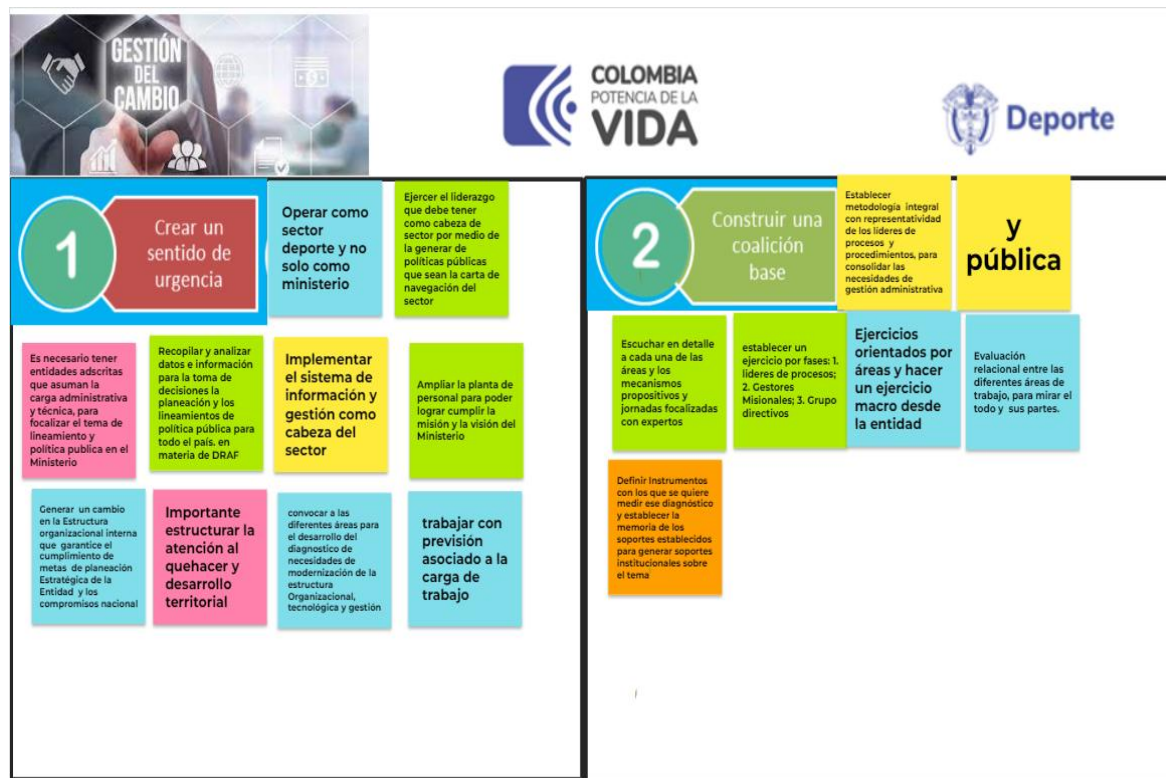 GESTIÓN
DEL
CAMBIO
COLOMBIA
POTENCIA DE LA
VIDA
Deporte
1
Crear un
sentido de
urgencia
Operar como
sector
deporte y no
solo como
ministerio
Ejercer el liderazgo
que debe tener
como cabeza de
sector por medio de
la generar de
políticas públicas
que sean la carta de
navegación del
sector
Es necesario tener
entidades adscritas
que asuman la
carga administrativa
y técnica, para
focalizar el tema de
lineamiento y
política publica en el
Ministerio
Recopilar y analizar
datos e información
para la toma de
decisiones la
planeación y los
lineamientos de
política pública para
todo el país. en
materia de DRAF
Implementar
el sistema de
información y
gestión como
cabeza del
sector
Ampliar la planta de
personal para poder
lograr cumplir la
misión y la visión del
Ministerio
Generar un cambio
en la Estructura
organizacional interna
que garantice el
cumplimiento de
metas de planeación
Estratégica de la
Entidad y los
compromisos nacional
Importante
estructurar la
atención al
quehacer y
desarrollo
territorial
convocar a las
diferentes áreas para
el desarrollo del
diagnostico de
necesidades de
modernización de la
estructura
Organizacional,
tecnológica y gestión
trabajar con
previsión
asociado a la
carga de
trabajo
2
Construir una
coalición
base
Establecer
metodología integral
con representatividad
de los líderes de
procesos y
procedimientos, para
consolidar las
necesidades de
gestión administrativa
y
pública
Escuchar en detalle
a cada una de las
áreas y los
mecanismos
propositivos y
jornadas focalizadas
con expertos
establecer un
ejercicio por fases: 1.
lideres de procesos;
2. Gestores
Misionales; 3. Grupo
directivos
Ejercicios
orientados por
áreas y hacer
un ejercicio
macro desde
la entidad
Evaluación
relacional entre las
diferentes áreas de
trabajo, para mirar el
todo y sus partes.
Definir Instrumentos
con los que se quiere
medir ese diagnóstico
y establecer la
memoria de los
soportes establecidos
para generar soportes
institucionales sobre
el tema